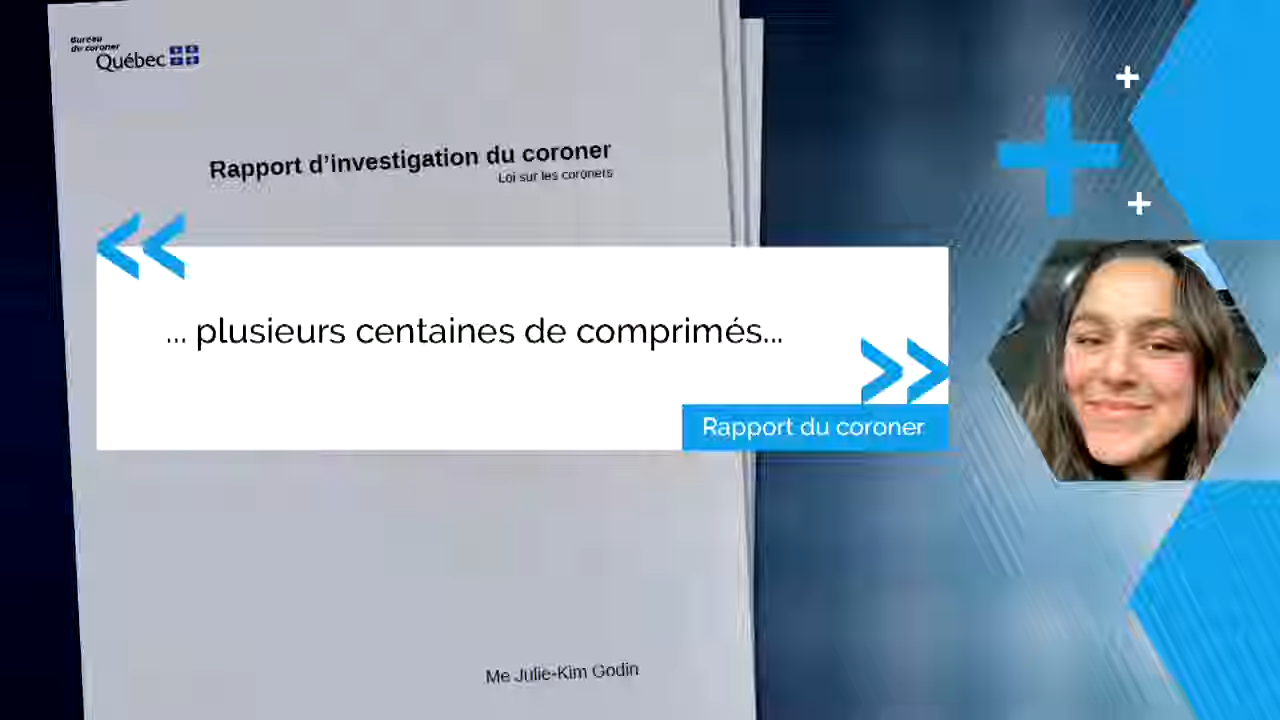 Bureau
du coroner
Québec
Rapport d'investigation du coroner
Loi sur les coroners
... plusieurs centaines de comprimés...
Rapport du coroner
Me Julie-Kim Godin